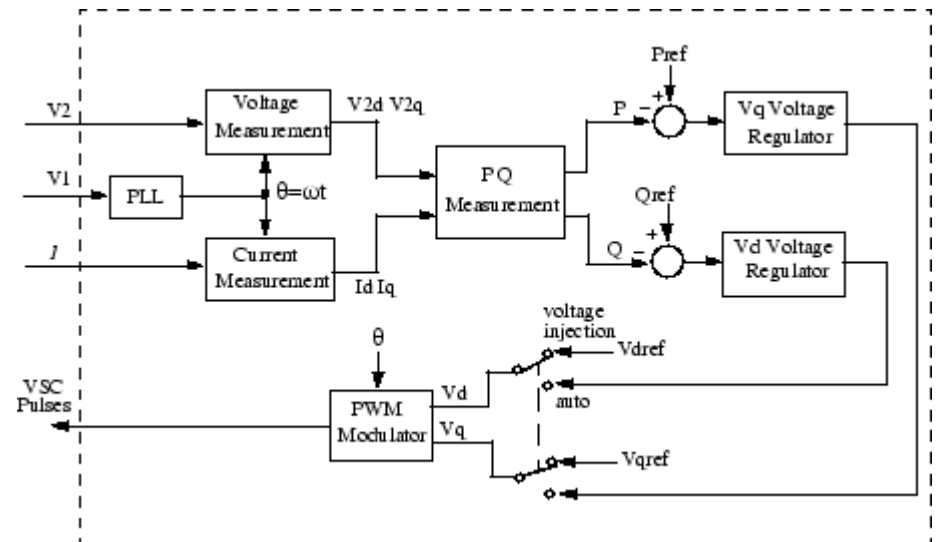 Pref
V2
Voltage
Measurement
V2d V2q
P
+
−
Vq Voltage
Regulator
V1
PLL
θ=ωt
PQ
Measurement
Qref
I
Current
Measurement
Id Iq
Q
+
−
Vd Voltage
Regulator
voltage
injection
θ
Vdref
VSC
Pulses
PWM
Modulator
Vd
Vq
auto
Vqref